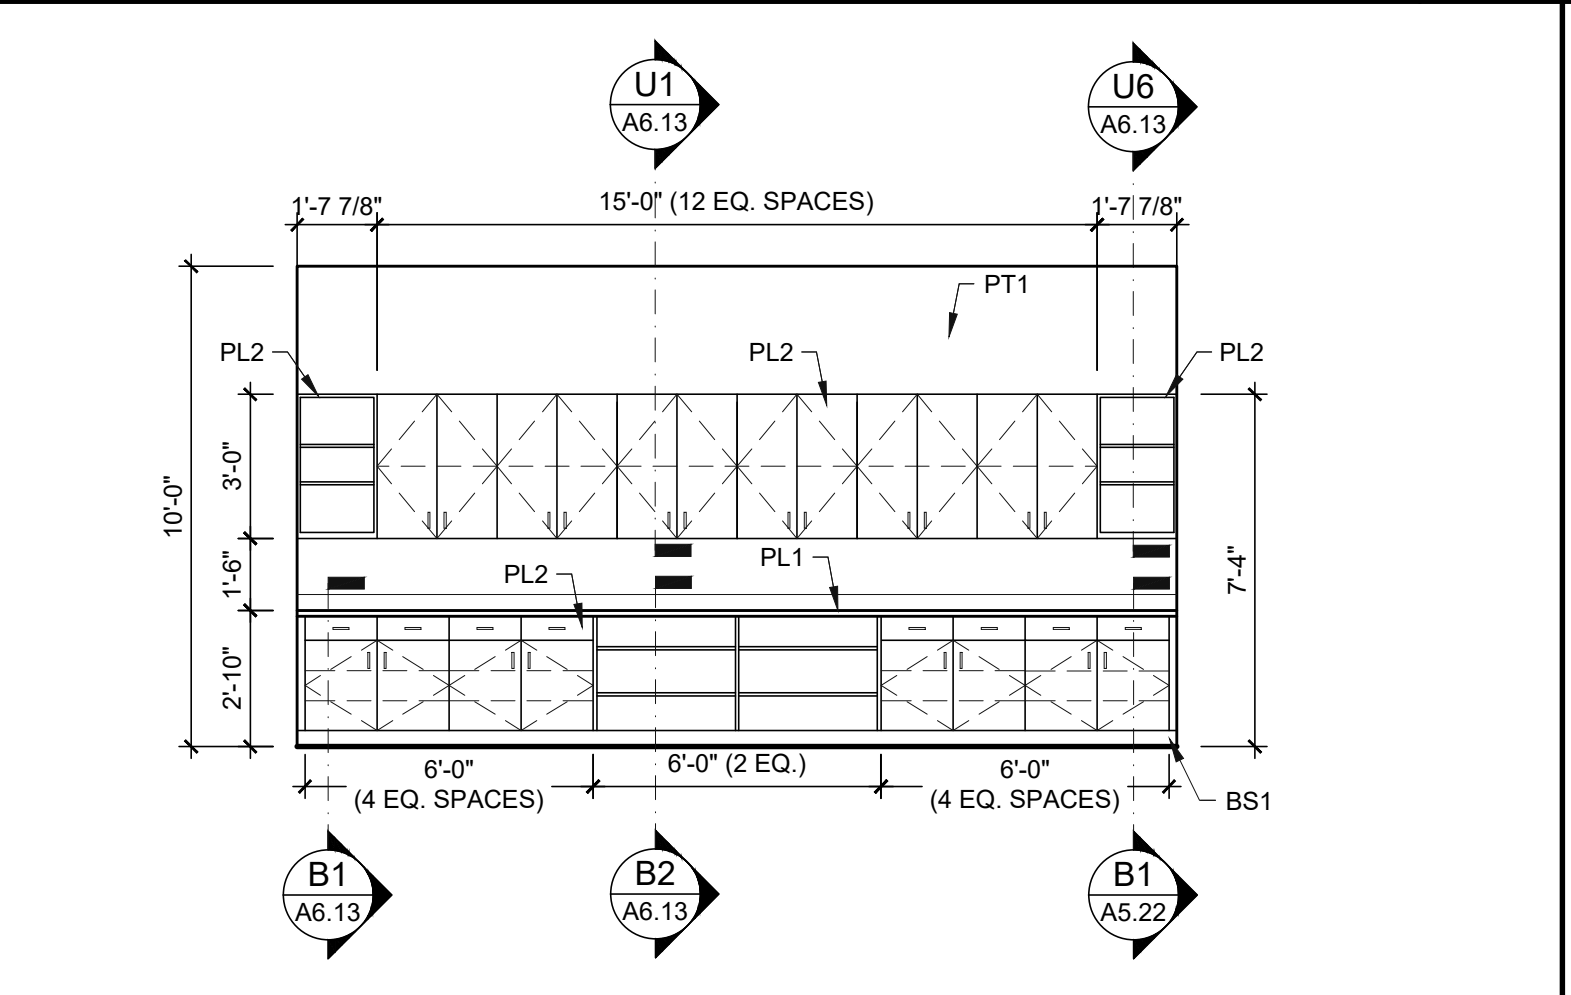 U1
A6.13
U6
A6.13
1'-7 7/8"
15'-0" (12 EQ. SPACES)
1'-7 7/8"
PT1
PL2
PL2
PL2
10'-0"
3'-0"
1'-6"
2'-10"
7'-4"
PL1
PL2
6'-0"
(4 EQ. SPACES)
6'-0" (2 EQ.)
6'-0"
(4 EQ. SPACES)
BS1
B1
A6.13
B2
A6.13
B1
A5.22